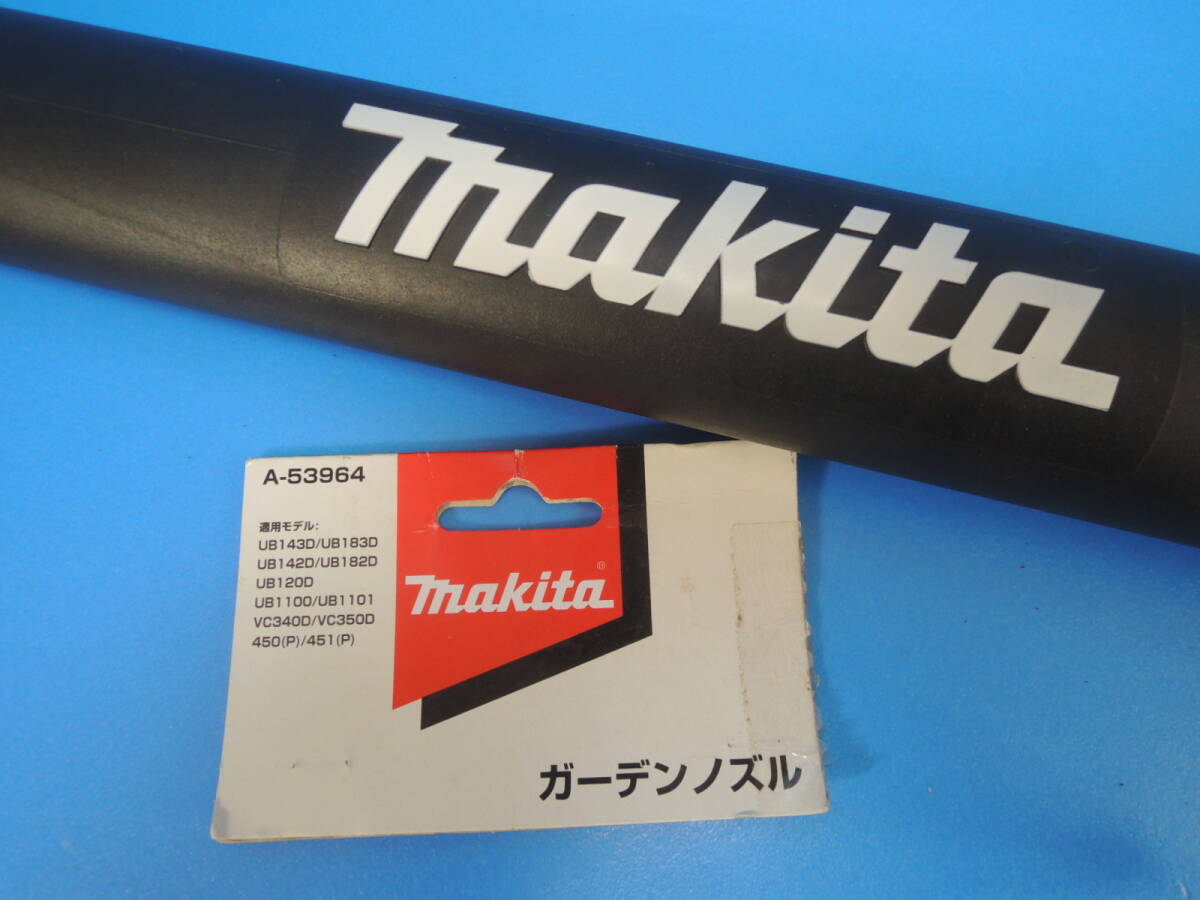 makita
A-53964
適用モデル:
UB143D/UB183D
UB142D/UB182D
UB120D
UB1100/UB1101
VC340D/VC350D
450(P)/451(P)
makita®
ガーデンノズル